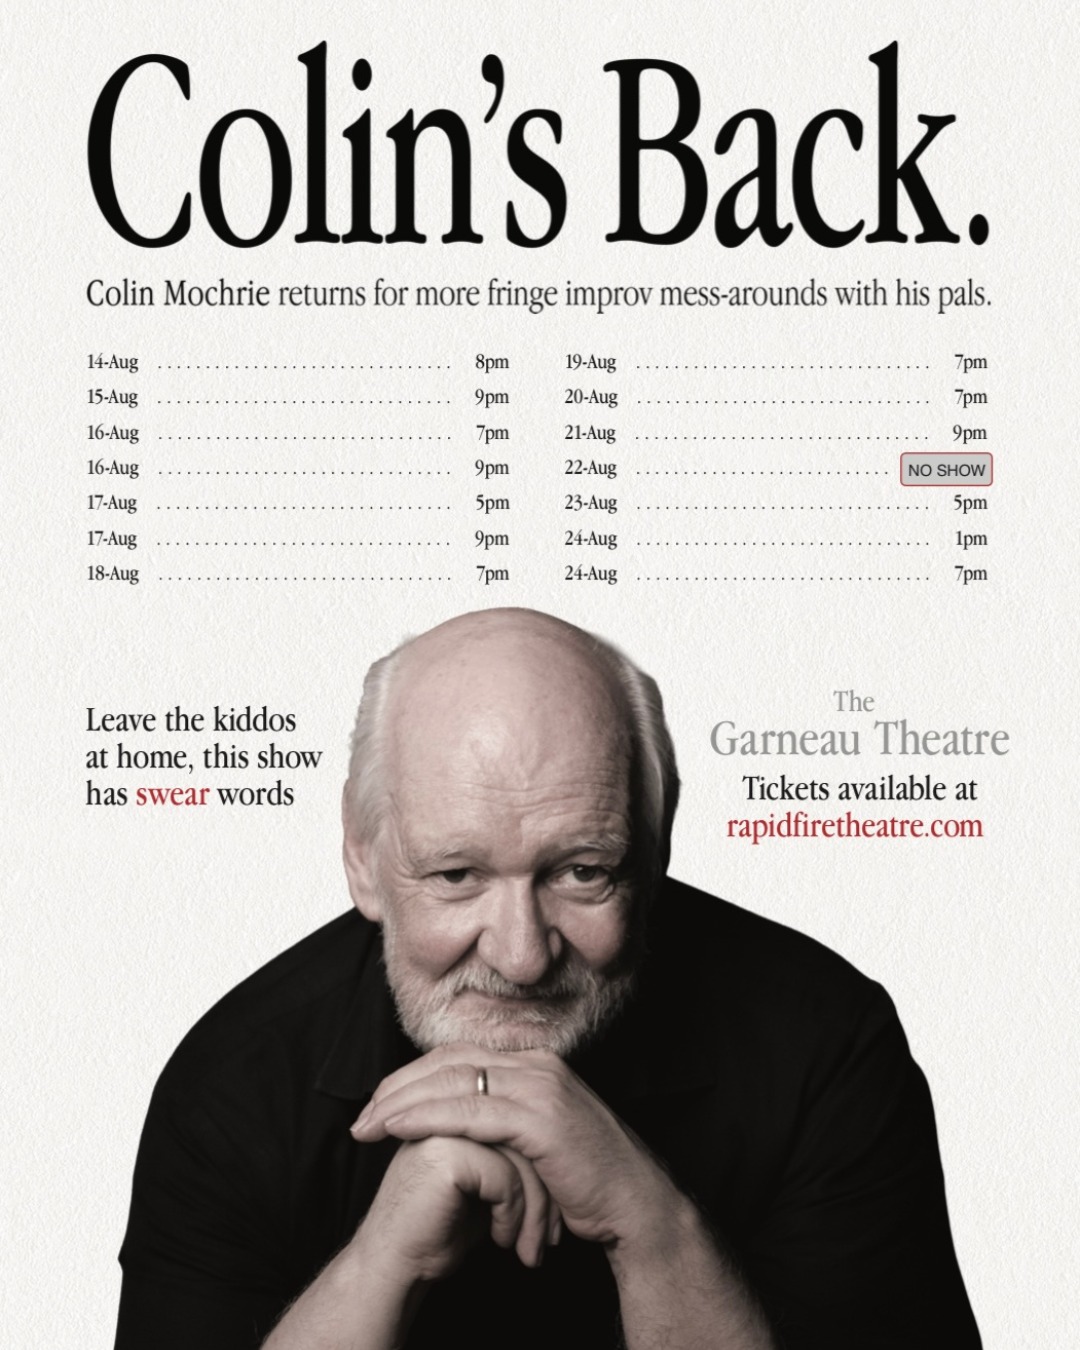 Colin’s Back.
Colin Mochrie returns for more fringe improv mess-arounds with his pals.
14-Aug .............................. 8pm
15-Aug .............................. 9pm
16-Aug .............................. 7pm
16-Aug .............................. 9pm
17-Aug .............................. 5pm
17-Aug .............................. 9pm
18-Aug .............................. 7pm
19-Aug .............................. 7pm
20-Aug .............................. 7pm
21-Aug .............................. 9pm
22-Aug .......................... NO SHOW
23-Aug .............................. 5pm
24-Aug .............................. 1pm
24-Aug .............................. 7pm
Leave the kiddos
at home, this show
has swear words
The
Garneau Theatre
Tickets available at
rapidfiretheatre.com